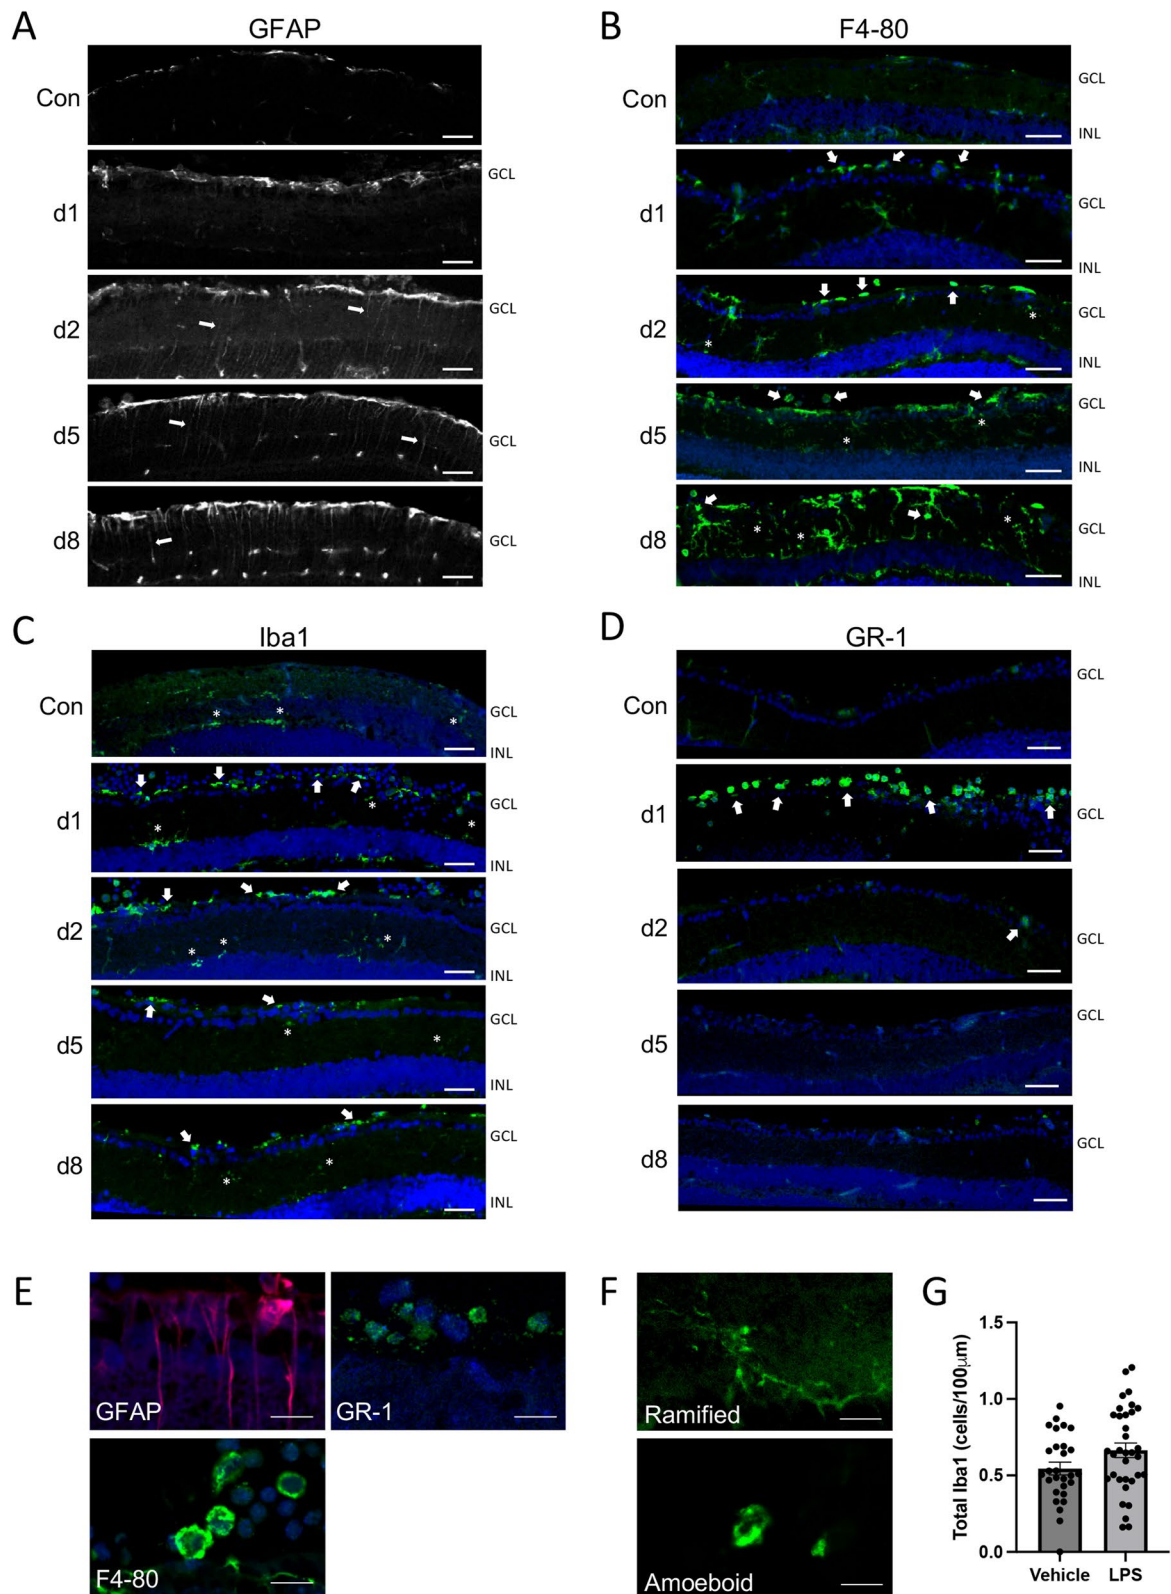 A
GFAP
Con
d1
GCL
d2
GCL
d5
GCL
d8
GCL
B
F4-80
Con
GCL
INL
d1
GCL
INL
d2
*
*
GCL
INL
d5
*
*
GCL
INL
d8
*
*
*
GCL
INL
C
Iba1
Con
*
*
*
GCL
INL
d1
*
*
*
GCL
INL
d2
*
*
*
GCL
INL
d5
*
*
GCL
INL
d8
*
*
GCL
INL
D
GR-1
Con
GCL
d1
GCL
d2
GCL
d5
GCL
d8
GCL
E
GFAP
GR-1
F4-80
F
Ramified
Amoeboid
G
Total Iba1 (cells/100µm)
1.5
1.0
0.5
0.0
Vehicle LPS